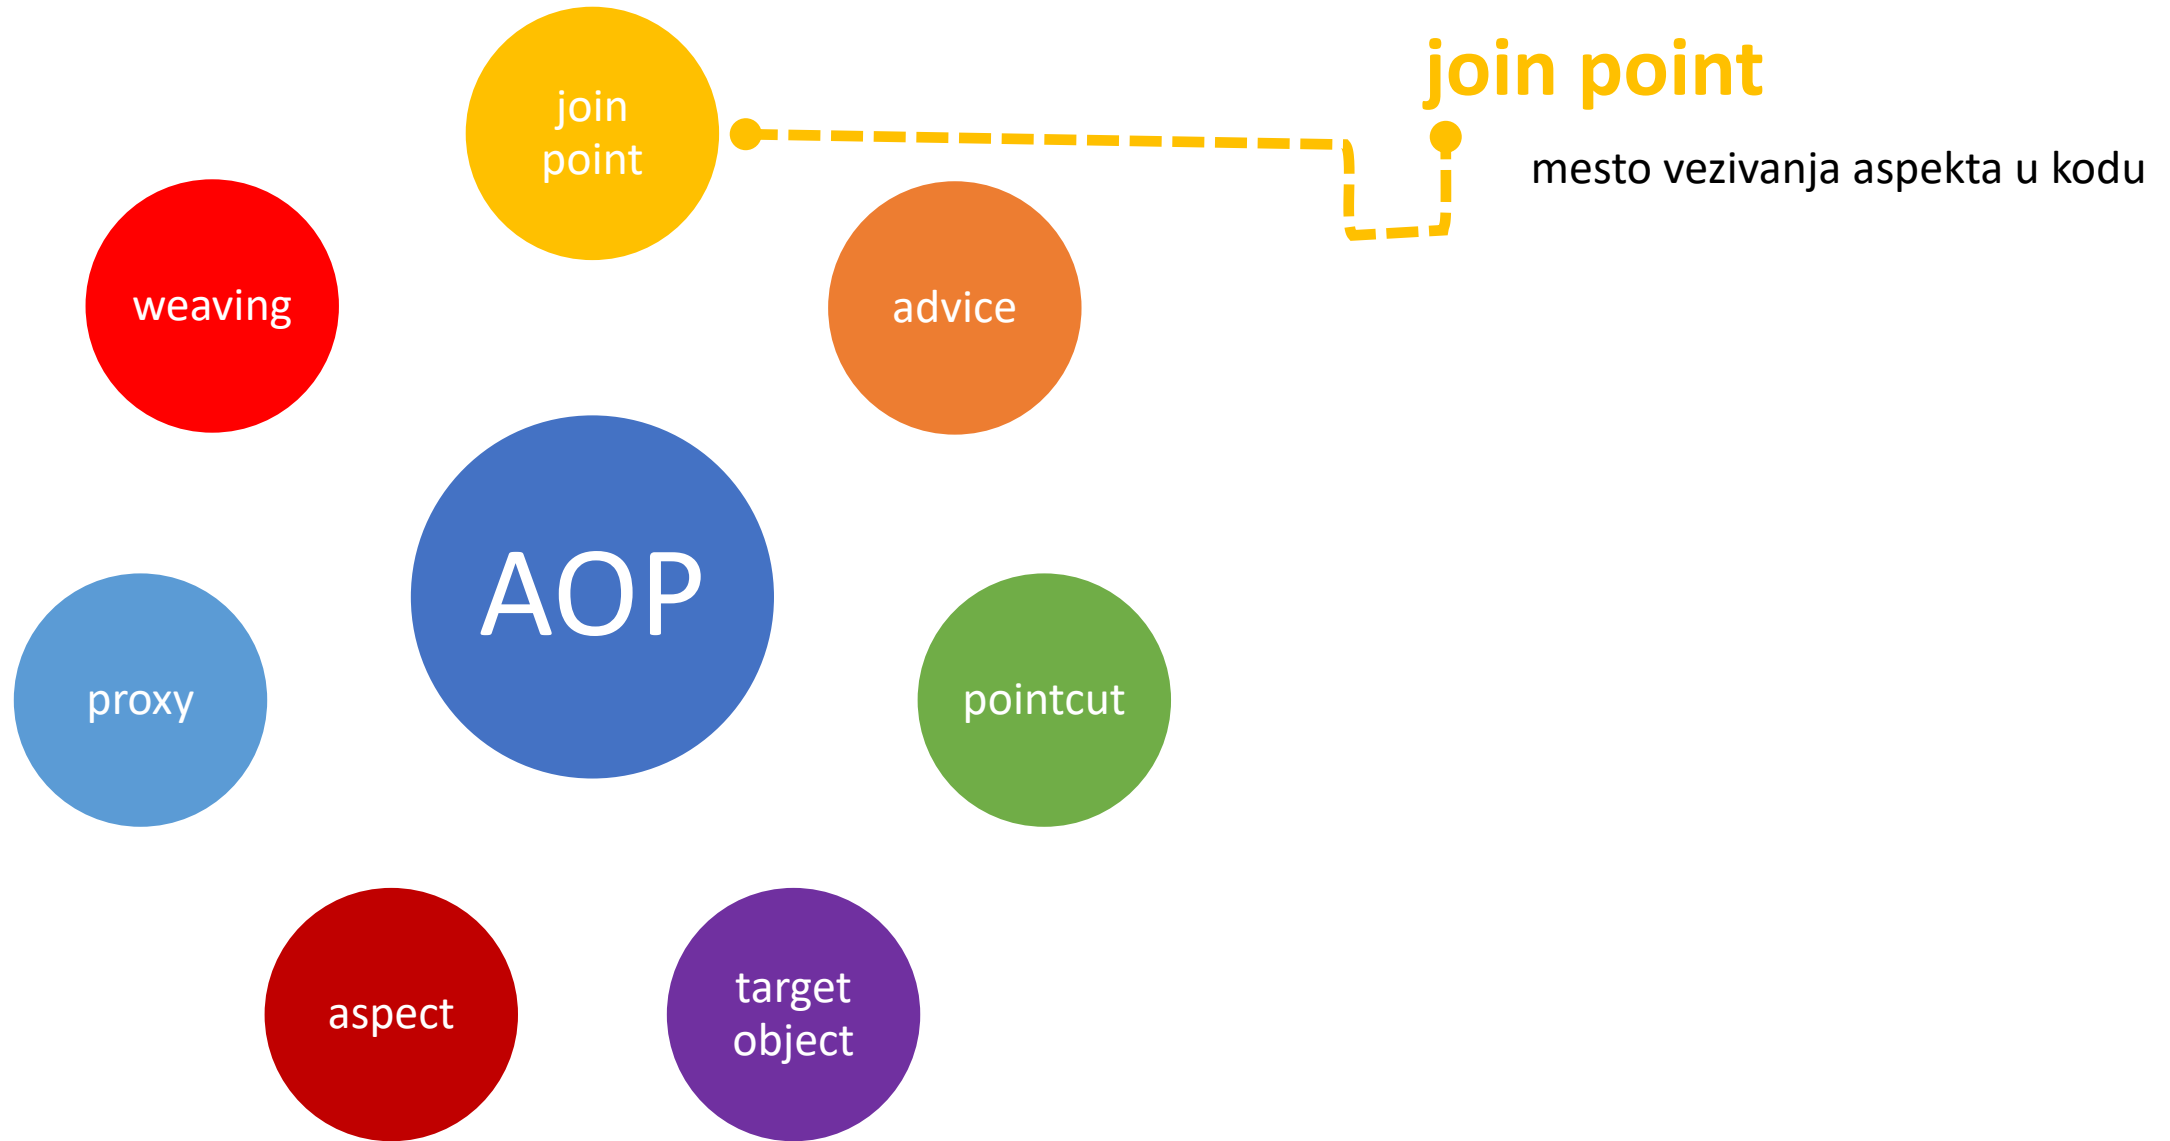 join
point
join point
mesto vezivanja aspekta u kodu
weaving
advice
AOP
proxy
pointcut
aspect
target
object